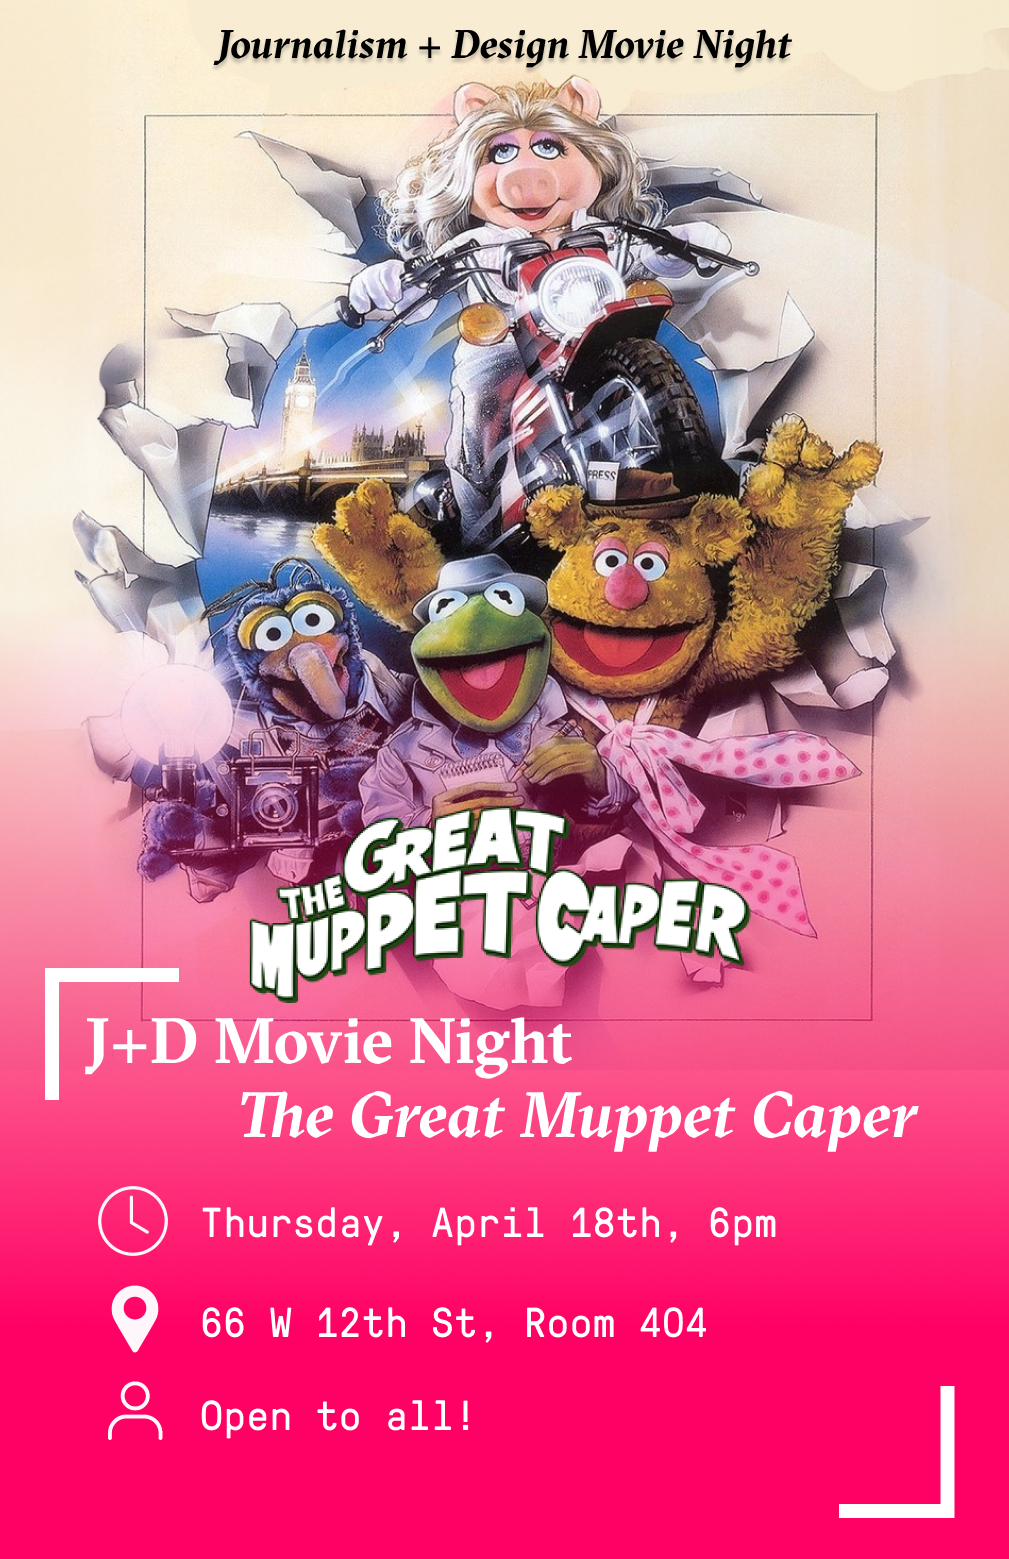 Journalism + Design Movie Night
PRESS
THE GREAT
MUPPET CAPER
J+D Movie Night
The Great Muppet Caper
Thursday, April 18th, 6pm
66 W 12th St, Room 404
Open to all!